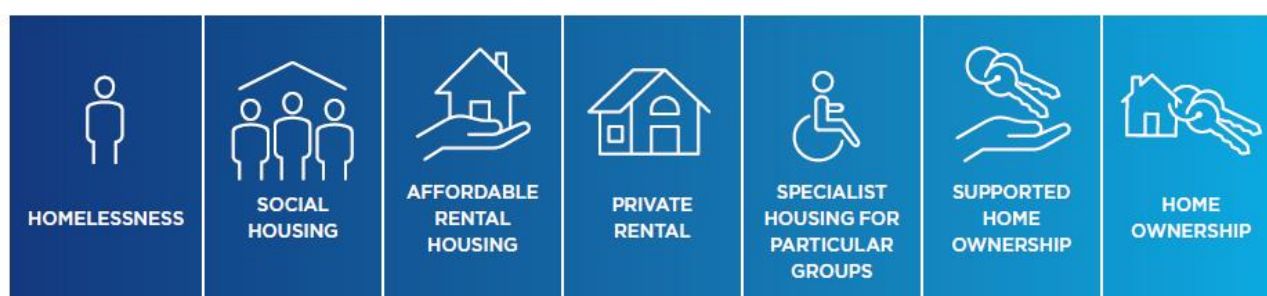 HOMELESSNESS
SOCIAL
HOUSING
AFFORDABLE
RENTAL
HOUSING
PRIVATE
RENTAL
SPECIALIST
HOUSING FOR
PARTICULAR
GROUPS
SUPPORTED
HOME
OWNERSHIP
HOME
OWNERSHIP